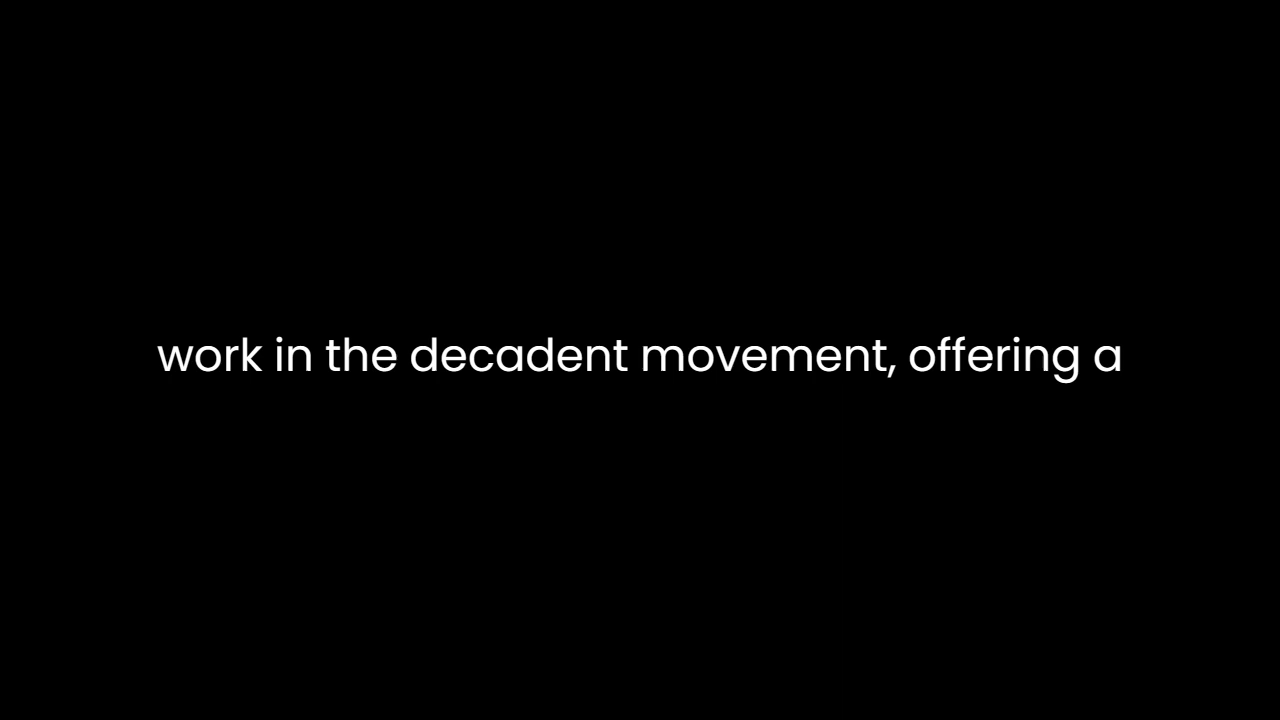 work in the decadent movement, offering a